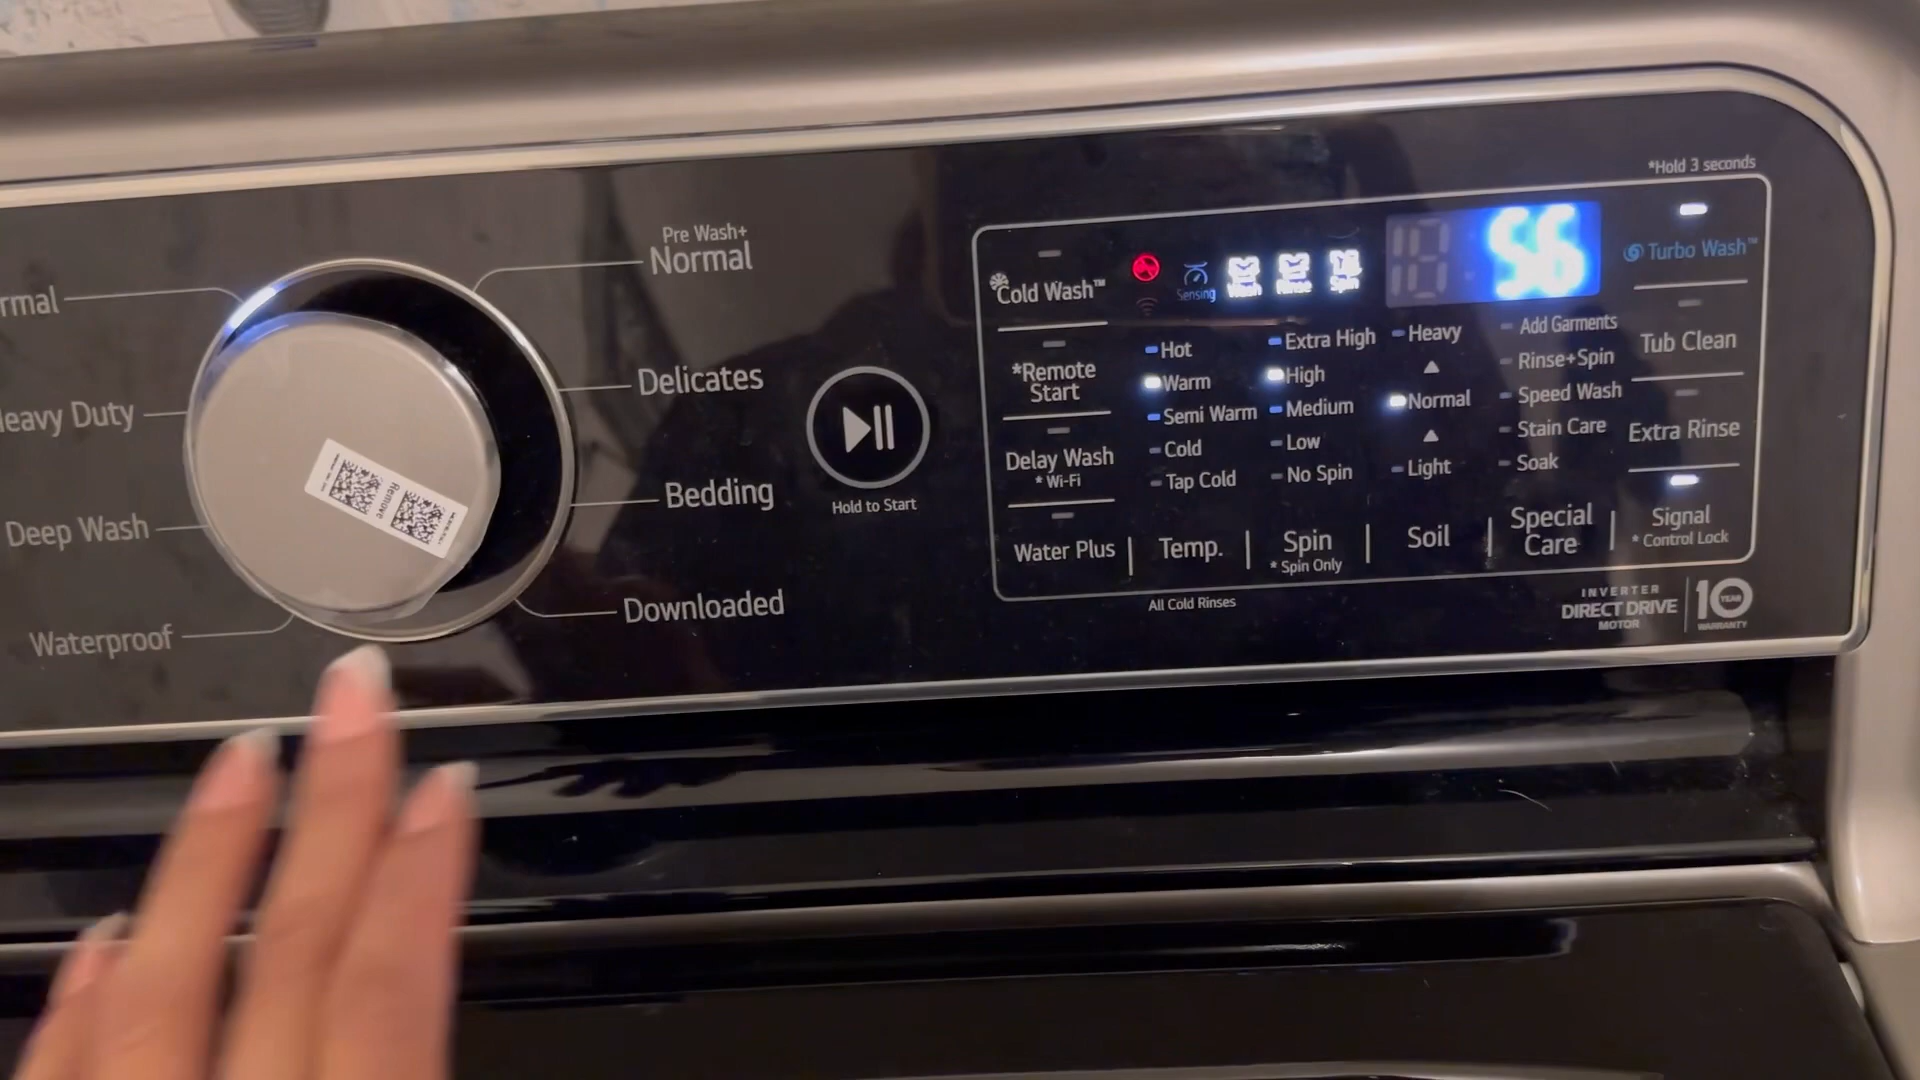 rmal
eavy Duty
Deep Wash
Waterproof
Pre Wash+
Normal
Delicates
Bedding
Downloaded
Remove
Hold to Start
*Hold 3 seconds
Cold Wash™
*Remote
Start
Delay Wash
* Wi-Fi
Water Plus
Sensing
Wash
Rinse
Spin
56
Hot
Warm
Semi Warm
Cold
Tap Cold
Temp.
All Cold Rinses
Extra High
High
Medium
Low
No Spin
Spin
* Spin Only
Heavy
Normal
Light
Soil
Add Garments
Rinse+Spin
Speed Wash
Stain Care
Soak
Special
Care
Turbo Wash™
Tub Clean
Extra Rinse
Signal
* Control Lock
INVERTER
DIRECT DRIVE
MOTOR
10
YEAR
WARRANTY